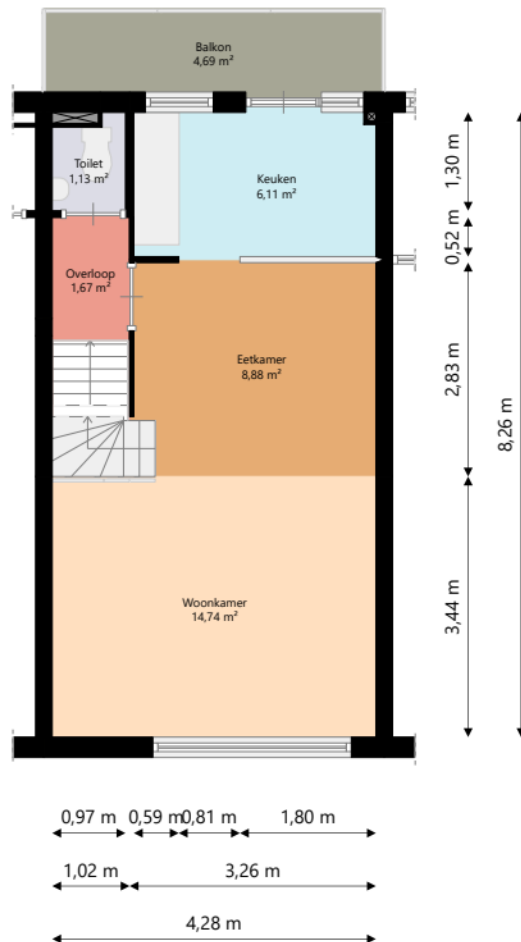 Balkon
4,69 m²
Toilet
1,13 m²
Keuken
6,11 m²
1,30 m
0,52 m
Overloop
1,67 m²
Eetkamer
8,88 m²
2,83 m
8,26 m
Woonkamer
14,74 m²
3,44 m
0,97 m 0,59 m 0,81 m 1,80 m
1,02 m 3,26 m
4,28 m